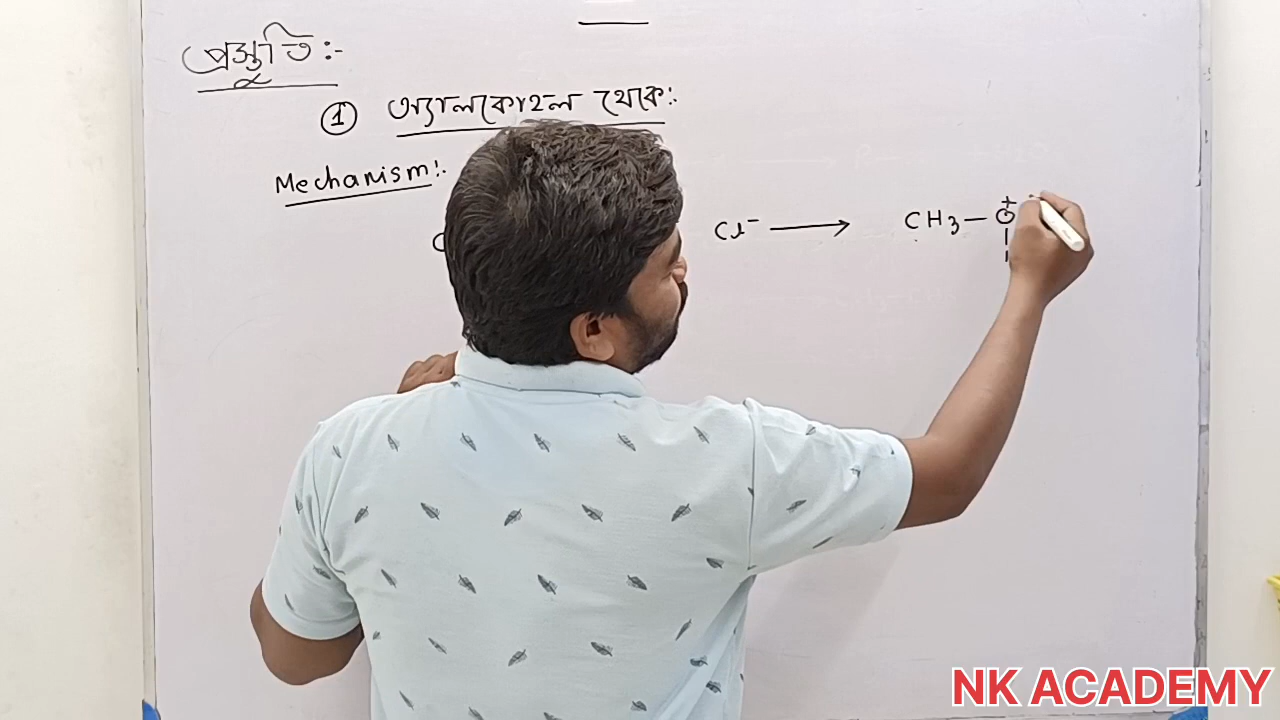 প্রস্তুতি :-
① অ্যালকোহল থেকে:
Mechanism:-
Cl⁻ ⟶ CH3 — O⁺
NK ACADEMY